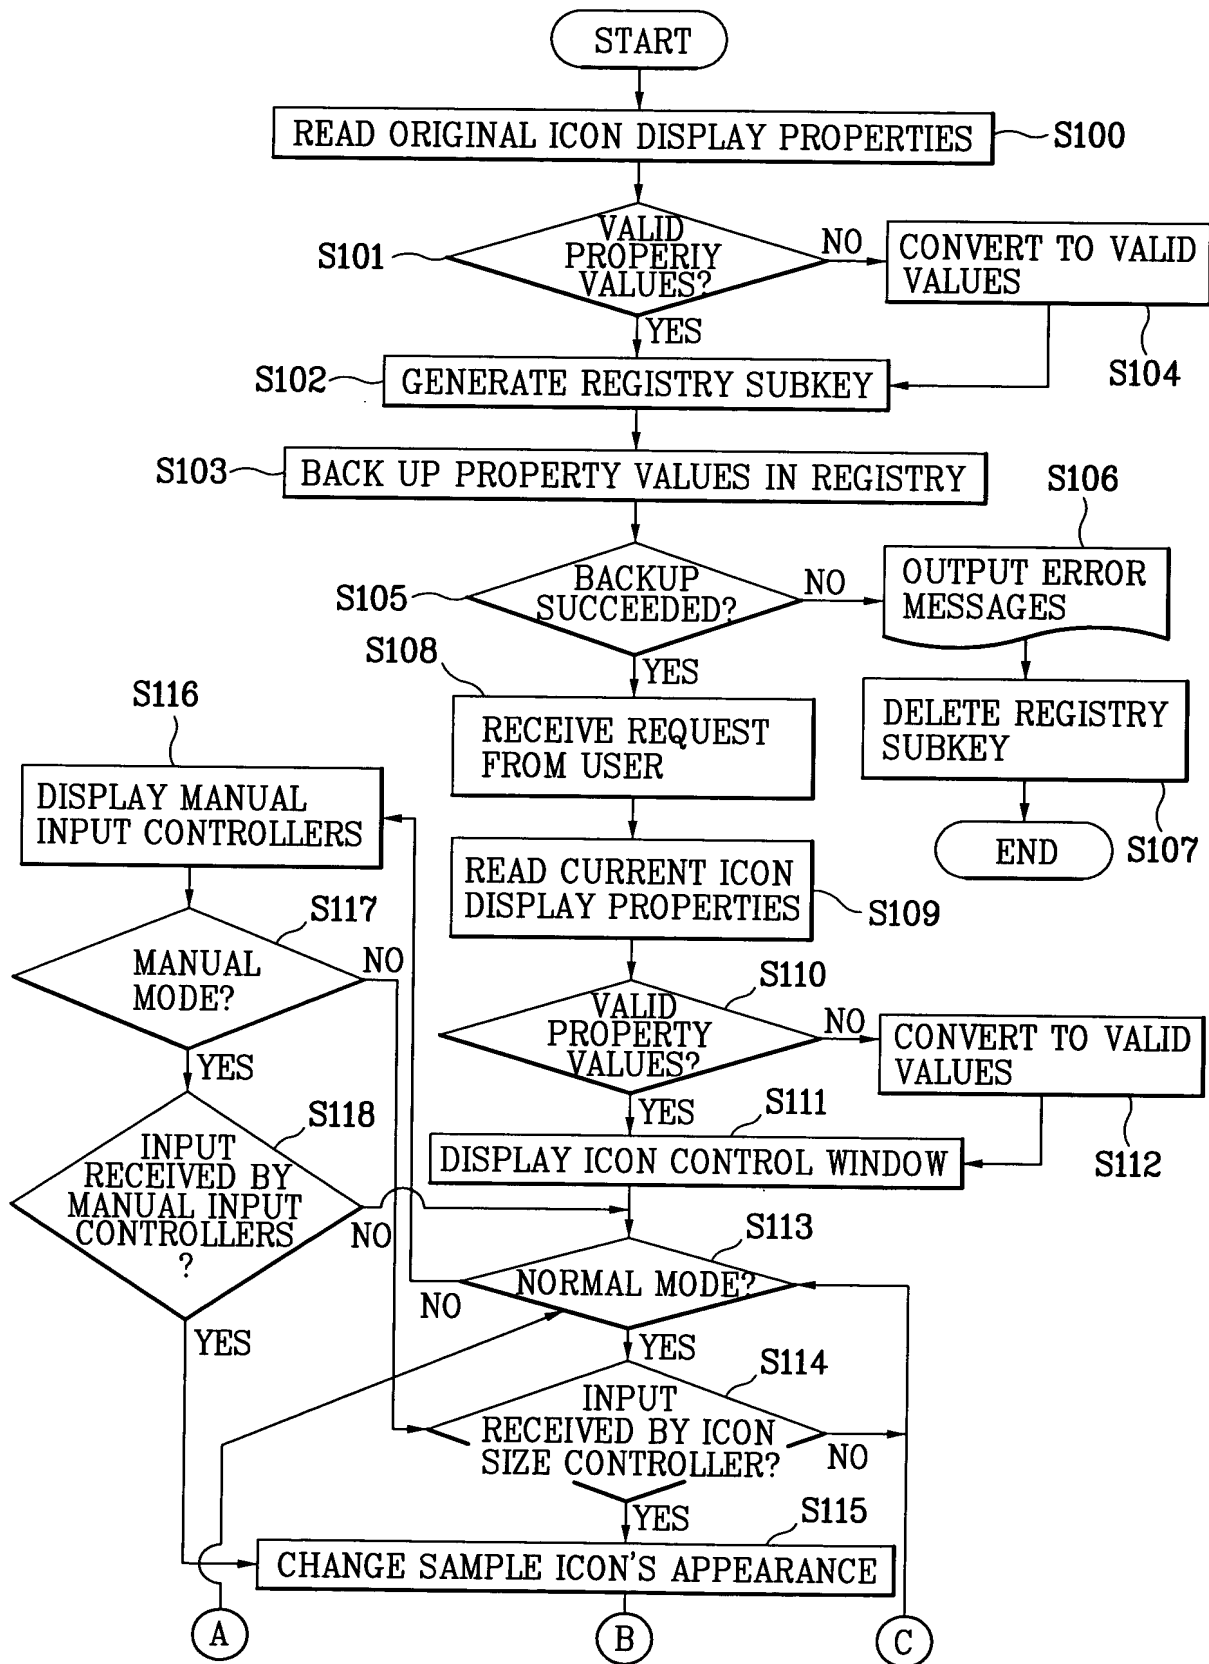 START
READ ORIGINAL ICON DISPLAY PROPERTIES
S100
VALID
PROPERIY
VALUES?
S101
NO
CONVERT TO VALID
VALUES
S104
YES
S102
GENERATE REGISTRY SUBKEY
S103
BACK UP PROPERTY VALUES IN REGISTRY
S105
BACKUP
SUCCEEDED?
NO
S106
OUTPUT ERROR
MESSAGES
YES
S108
RECEIVE REQUEST
FROM USER
DELETE REGISTRY
SUBKEY
S107
END
S116
DISPLAY MANUAL
INPUT CONTROLLERS
READ CURRENT ICON
DISPLAY PROPERTIES
S109
S117
MANUAL
MODE?
NO
YES
S110
VALID
PROPERTY
VALUES?
NO
CONVERT TO VALID
VALUES
S112
YES
S111
DISPLAY ICON CONTROL WINDOW
S118
INPUT
RECEIVED BY
MANUAL INPUT
CONTROLLERS
?
NO
YES
S113
NORMAL MODE?
NO
YES
S114
INPUT
RECEIVED BY ICON
SIZE CONTROLLER?
NO
YES
S115
CHANGE SAMPLE ICON'S APPEARANCE
A
B
C